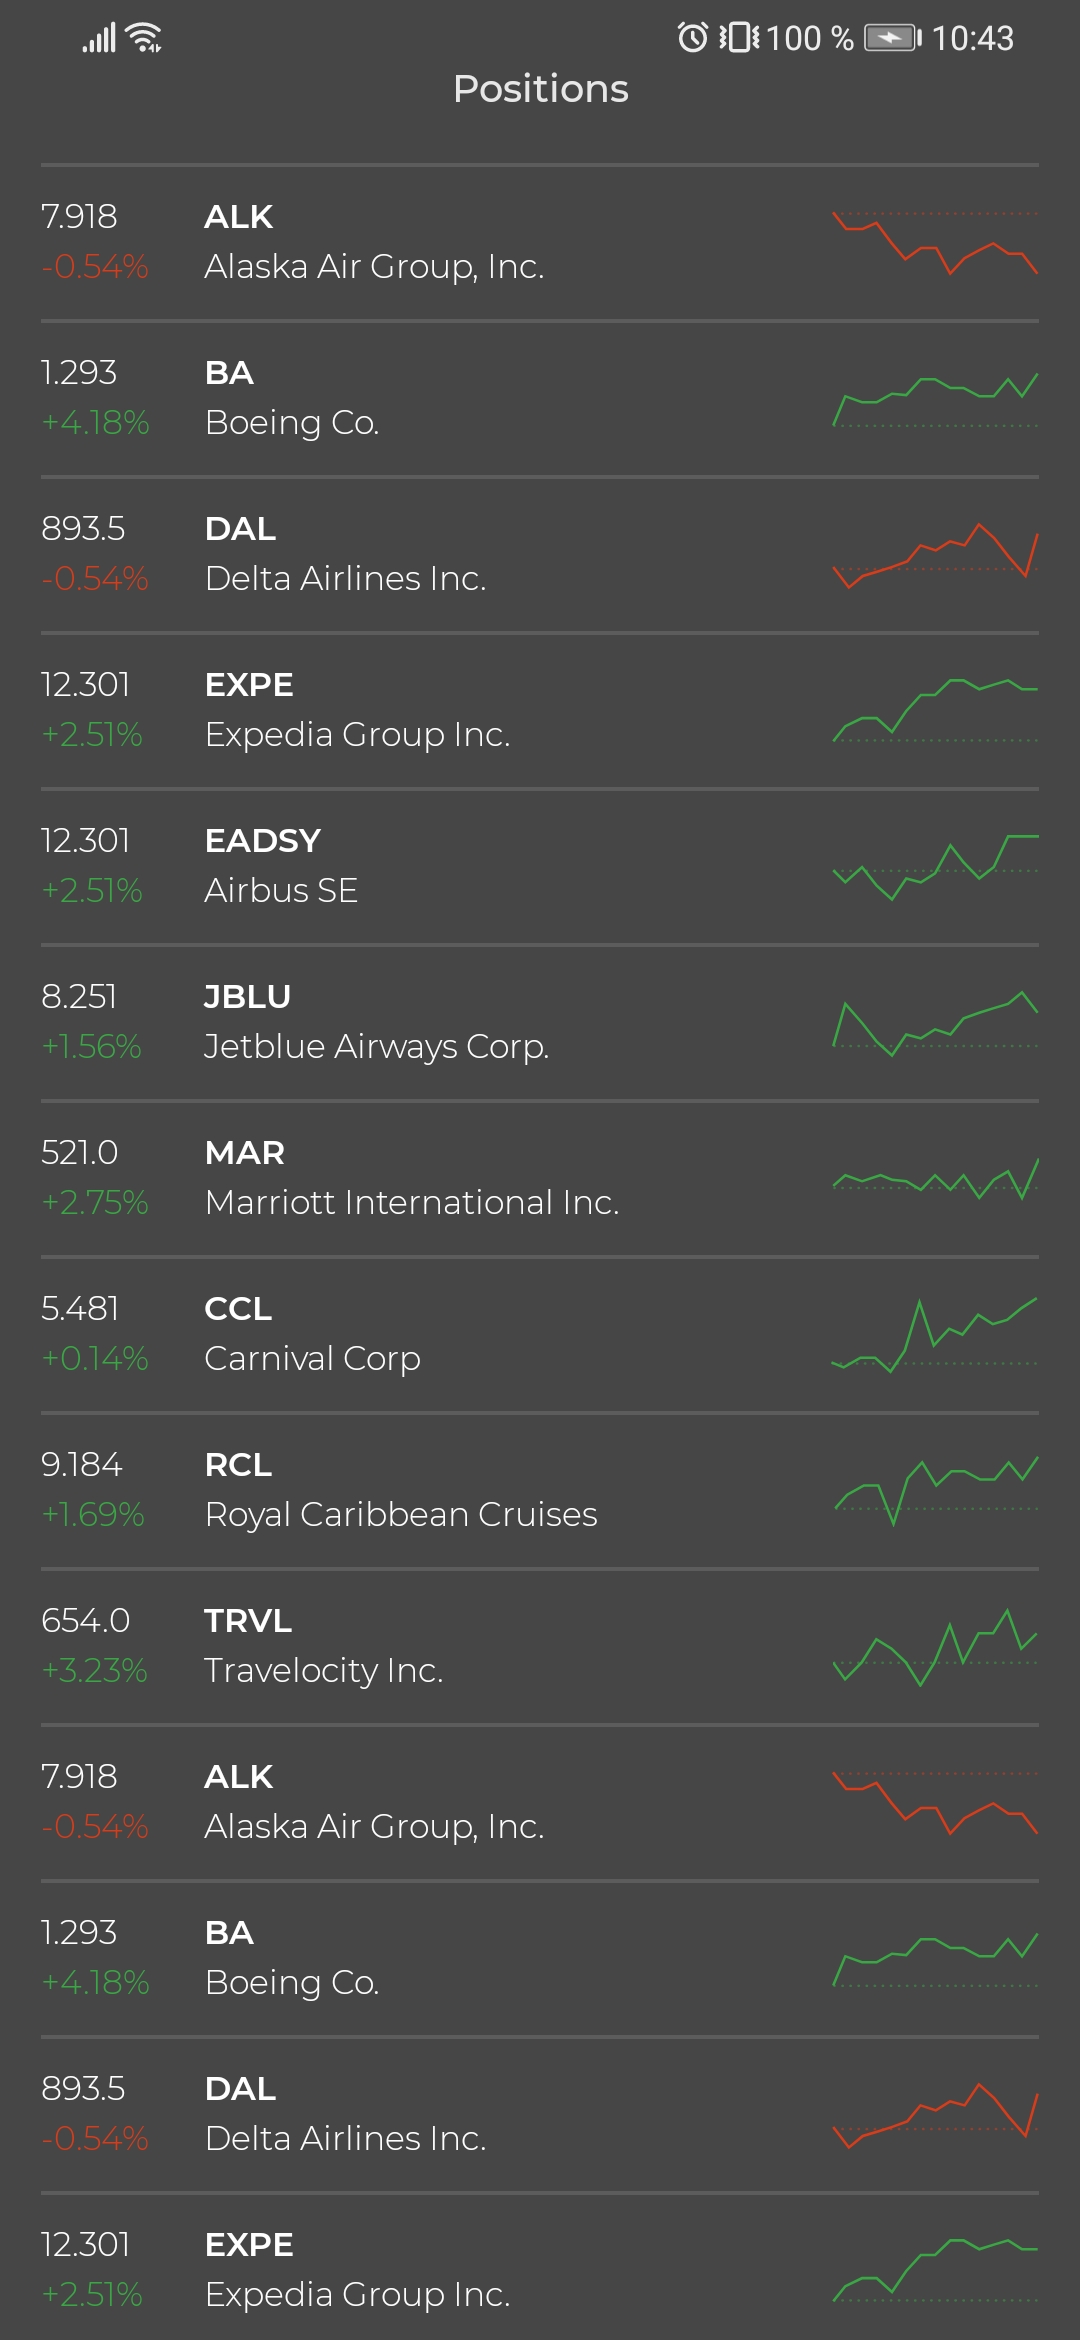 100 % 10:43
Positions
7.918 ALK
-0.54% Alaska Air Group, Inc.
1.293 BA
+4.18% Boeing Co.
893.5 DAL
-0.54% Delta Airlines Inc.
12.301 EXPE
+2.51% Expedia Group Inc.
12.301 EADSY
+2.51% Airbus SE
8.251 JBLU
+1.56% Jetblue Airways Corp.
521.0 MAR
+2.75% Marriott International Inc.
5.481 CCL
+0.14% Carnival Corp
9.184 RCL
+1.69% Royal Caribbean Cruises
654.0 TRVL
+3.23% Travelocity Inc.
7.918 ALK
-0.54% Alaska Air Group, Inc.
1.293 BA
+4.18% Boeing Co.
893.5 DAL
-0.54% Delta Airlines Inc.
12.301 EXPE
+2.51% Expedia Group Inc.